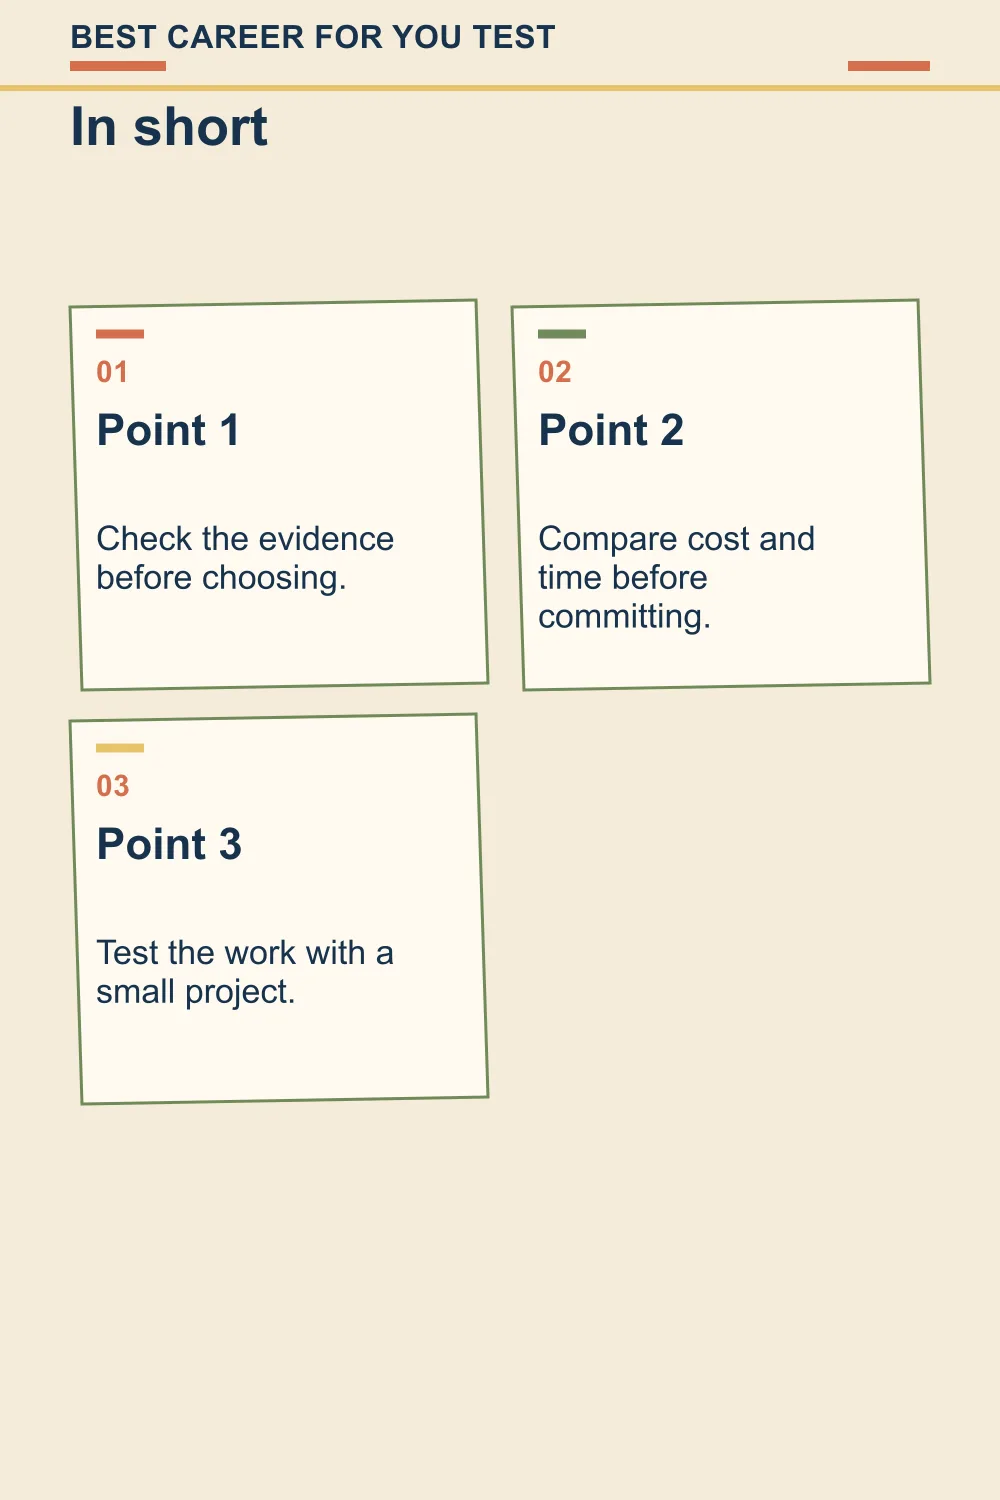 BEST CAREER FOR YOU TEST
In short
01
Point 1
Check the evidence
before choosing.
02
Point 2
Compare cost and
time before
committing.
03
Point 3
Test the work with a
small project.